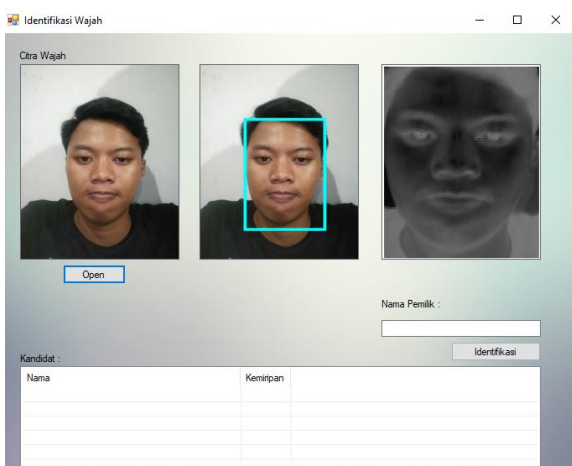 Identifikasi Wajah
Citra Wajah
Open
Nama Pemilik :
Identifikasi
Kandidat :
Nama Kemiripan